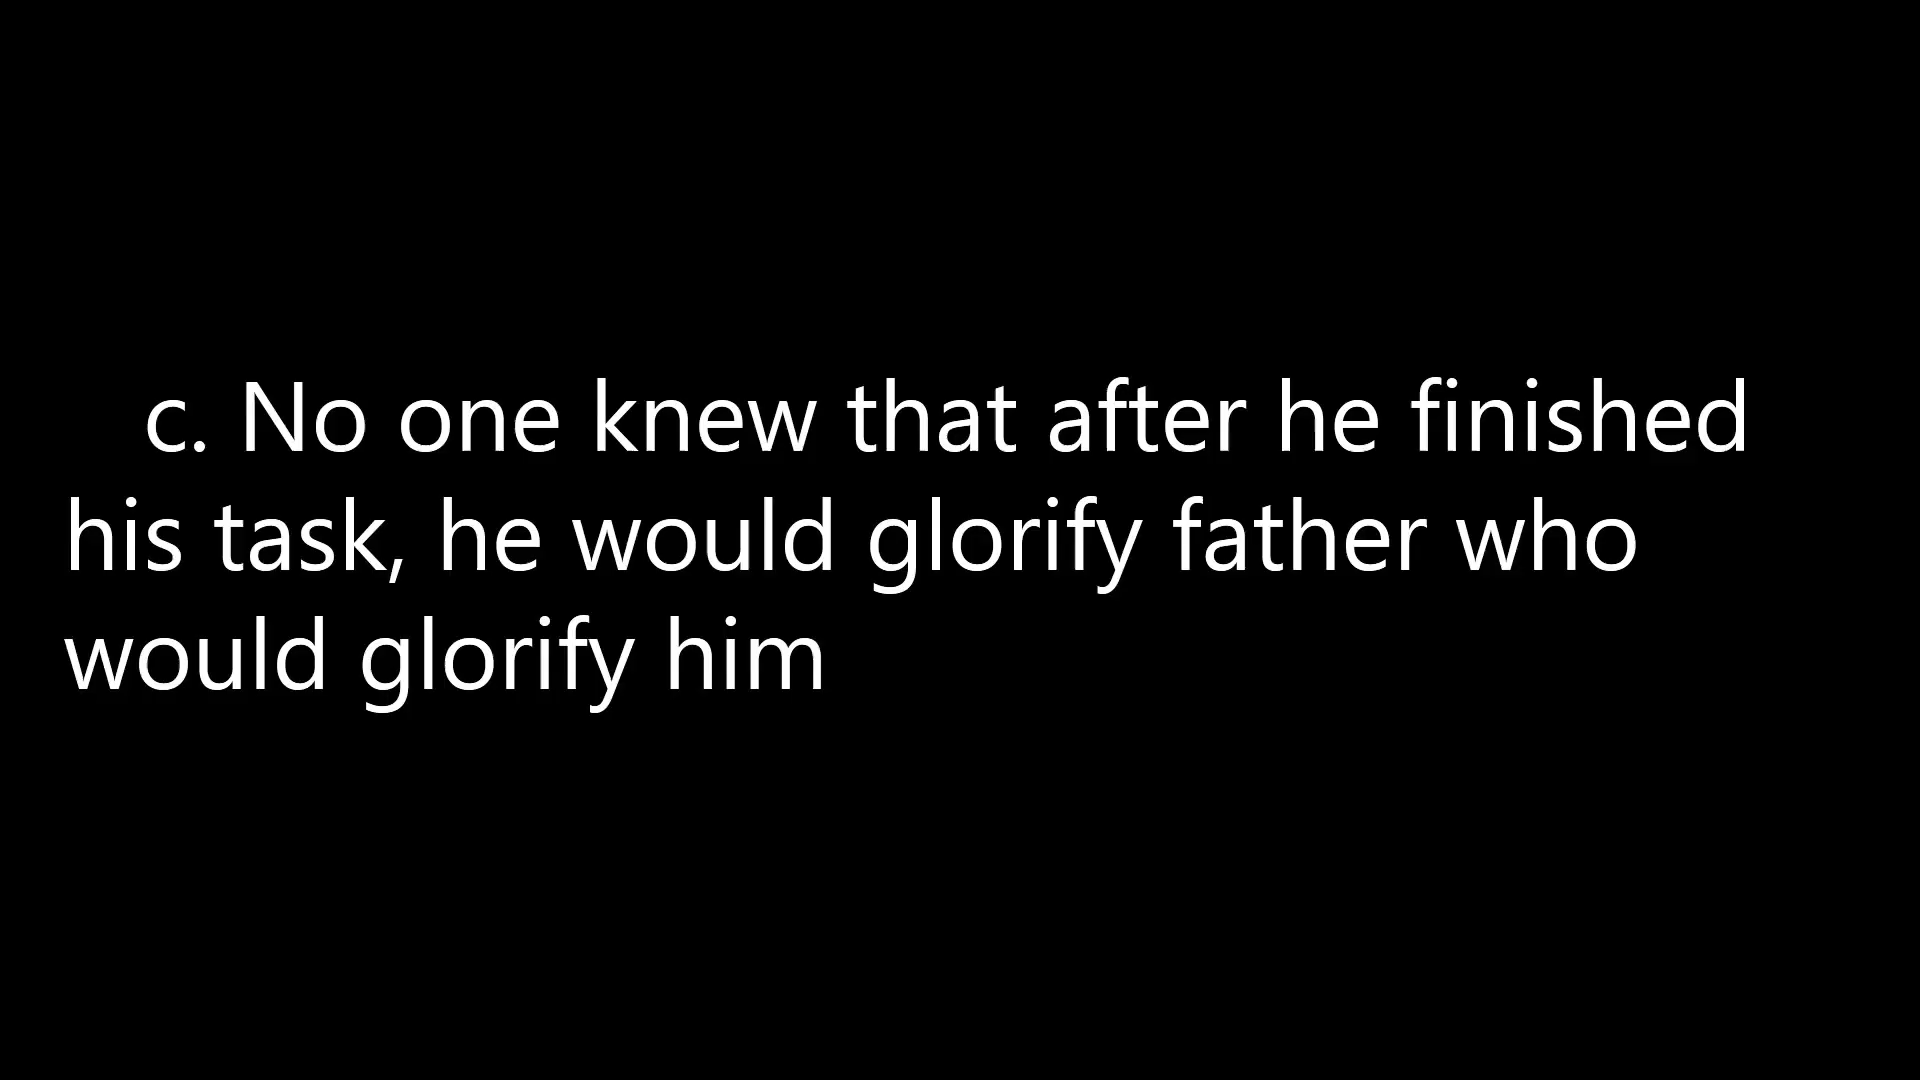 c. No one knew that after he finished
his task, he would glorify father who
would glorify him